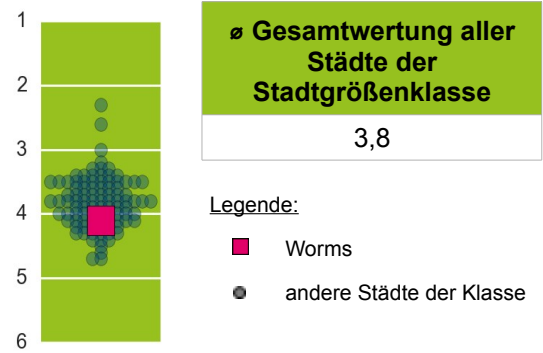 1
2
3
4
5
6
ø Gesamtwertung aller
Städte der
Stadtgrößenklasse
3,8
Legende:
Worms
andere Städte der Klasse